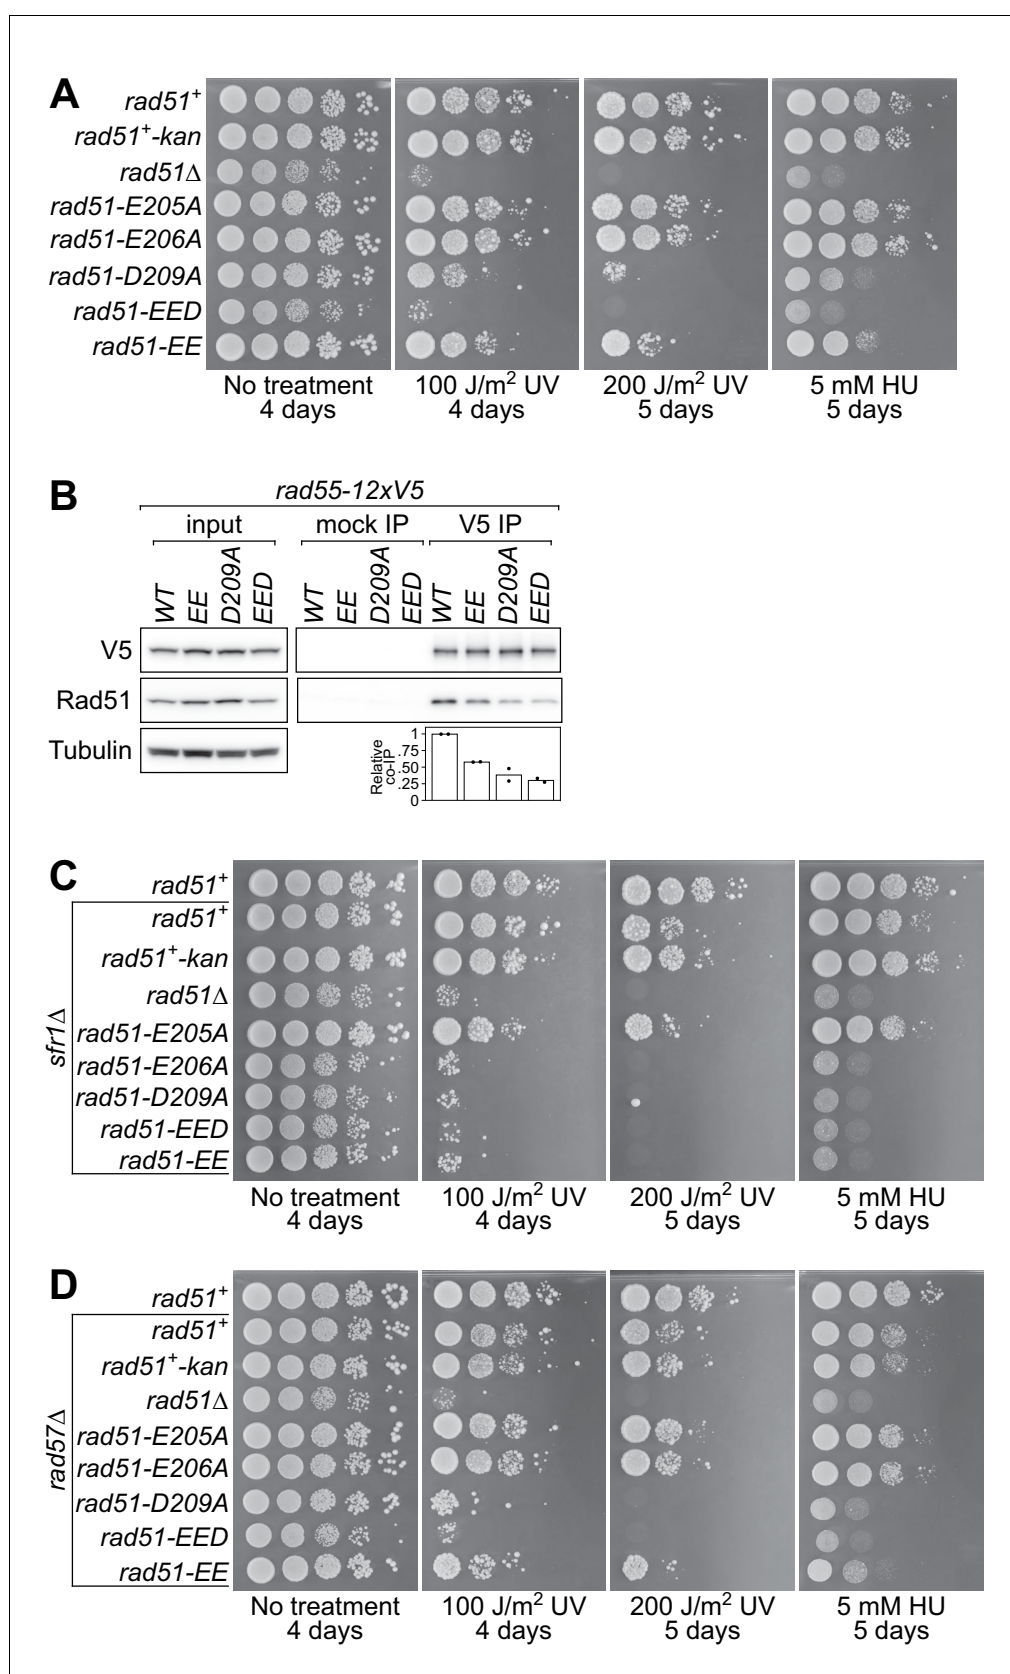 A
rad51+
rad51+-kan
rad51Δ
rad51-E205A
rad51-E206A
rad51-D209A
rad51-EED
rad51-EE
No treatment 100 J/m2 UV 200 J/m2 UV 5 mM HU
4 days 4 days 5 days 5 days
B
rad55-12xV5
input mock IP V5 IP
WT EE D209A EED WT EE D209A EED WT EE D209A EED
V5
Rad51
Tubulin
Relative
co-IP
1
.75
.50
.25
0
C
rad51+
sfr1Δ
rad51+
rad51+-kan
rad51Δ
rad51-E205A
rad51-E206A
rad51-D209A
rad51-EED
rad51-EE
No treatment 100 J/m2 UV 200 J/m2 UV 5 mM HU
4 days 4 days 5 days 5 days
D
rad51+
rad57Δ
rad51+
rad51+-kan
rad51Δ
rad51-E205A
rad51-E206A
rad51-D209A
rad51-EED
rad51-EE
No treatment 100 J/m2 UV 200 J/m2 UV 5 mM HU
4 days 4 days 5 days 5 days